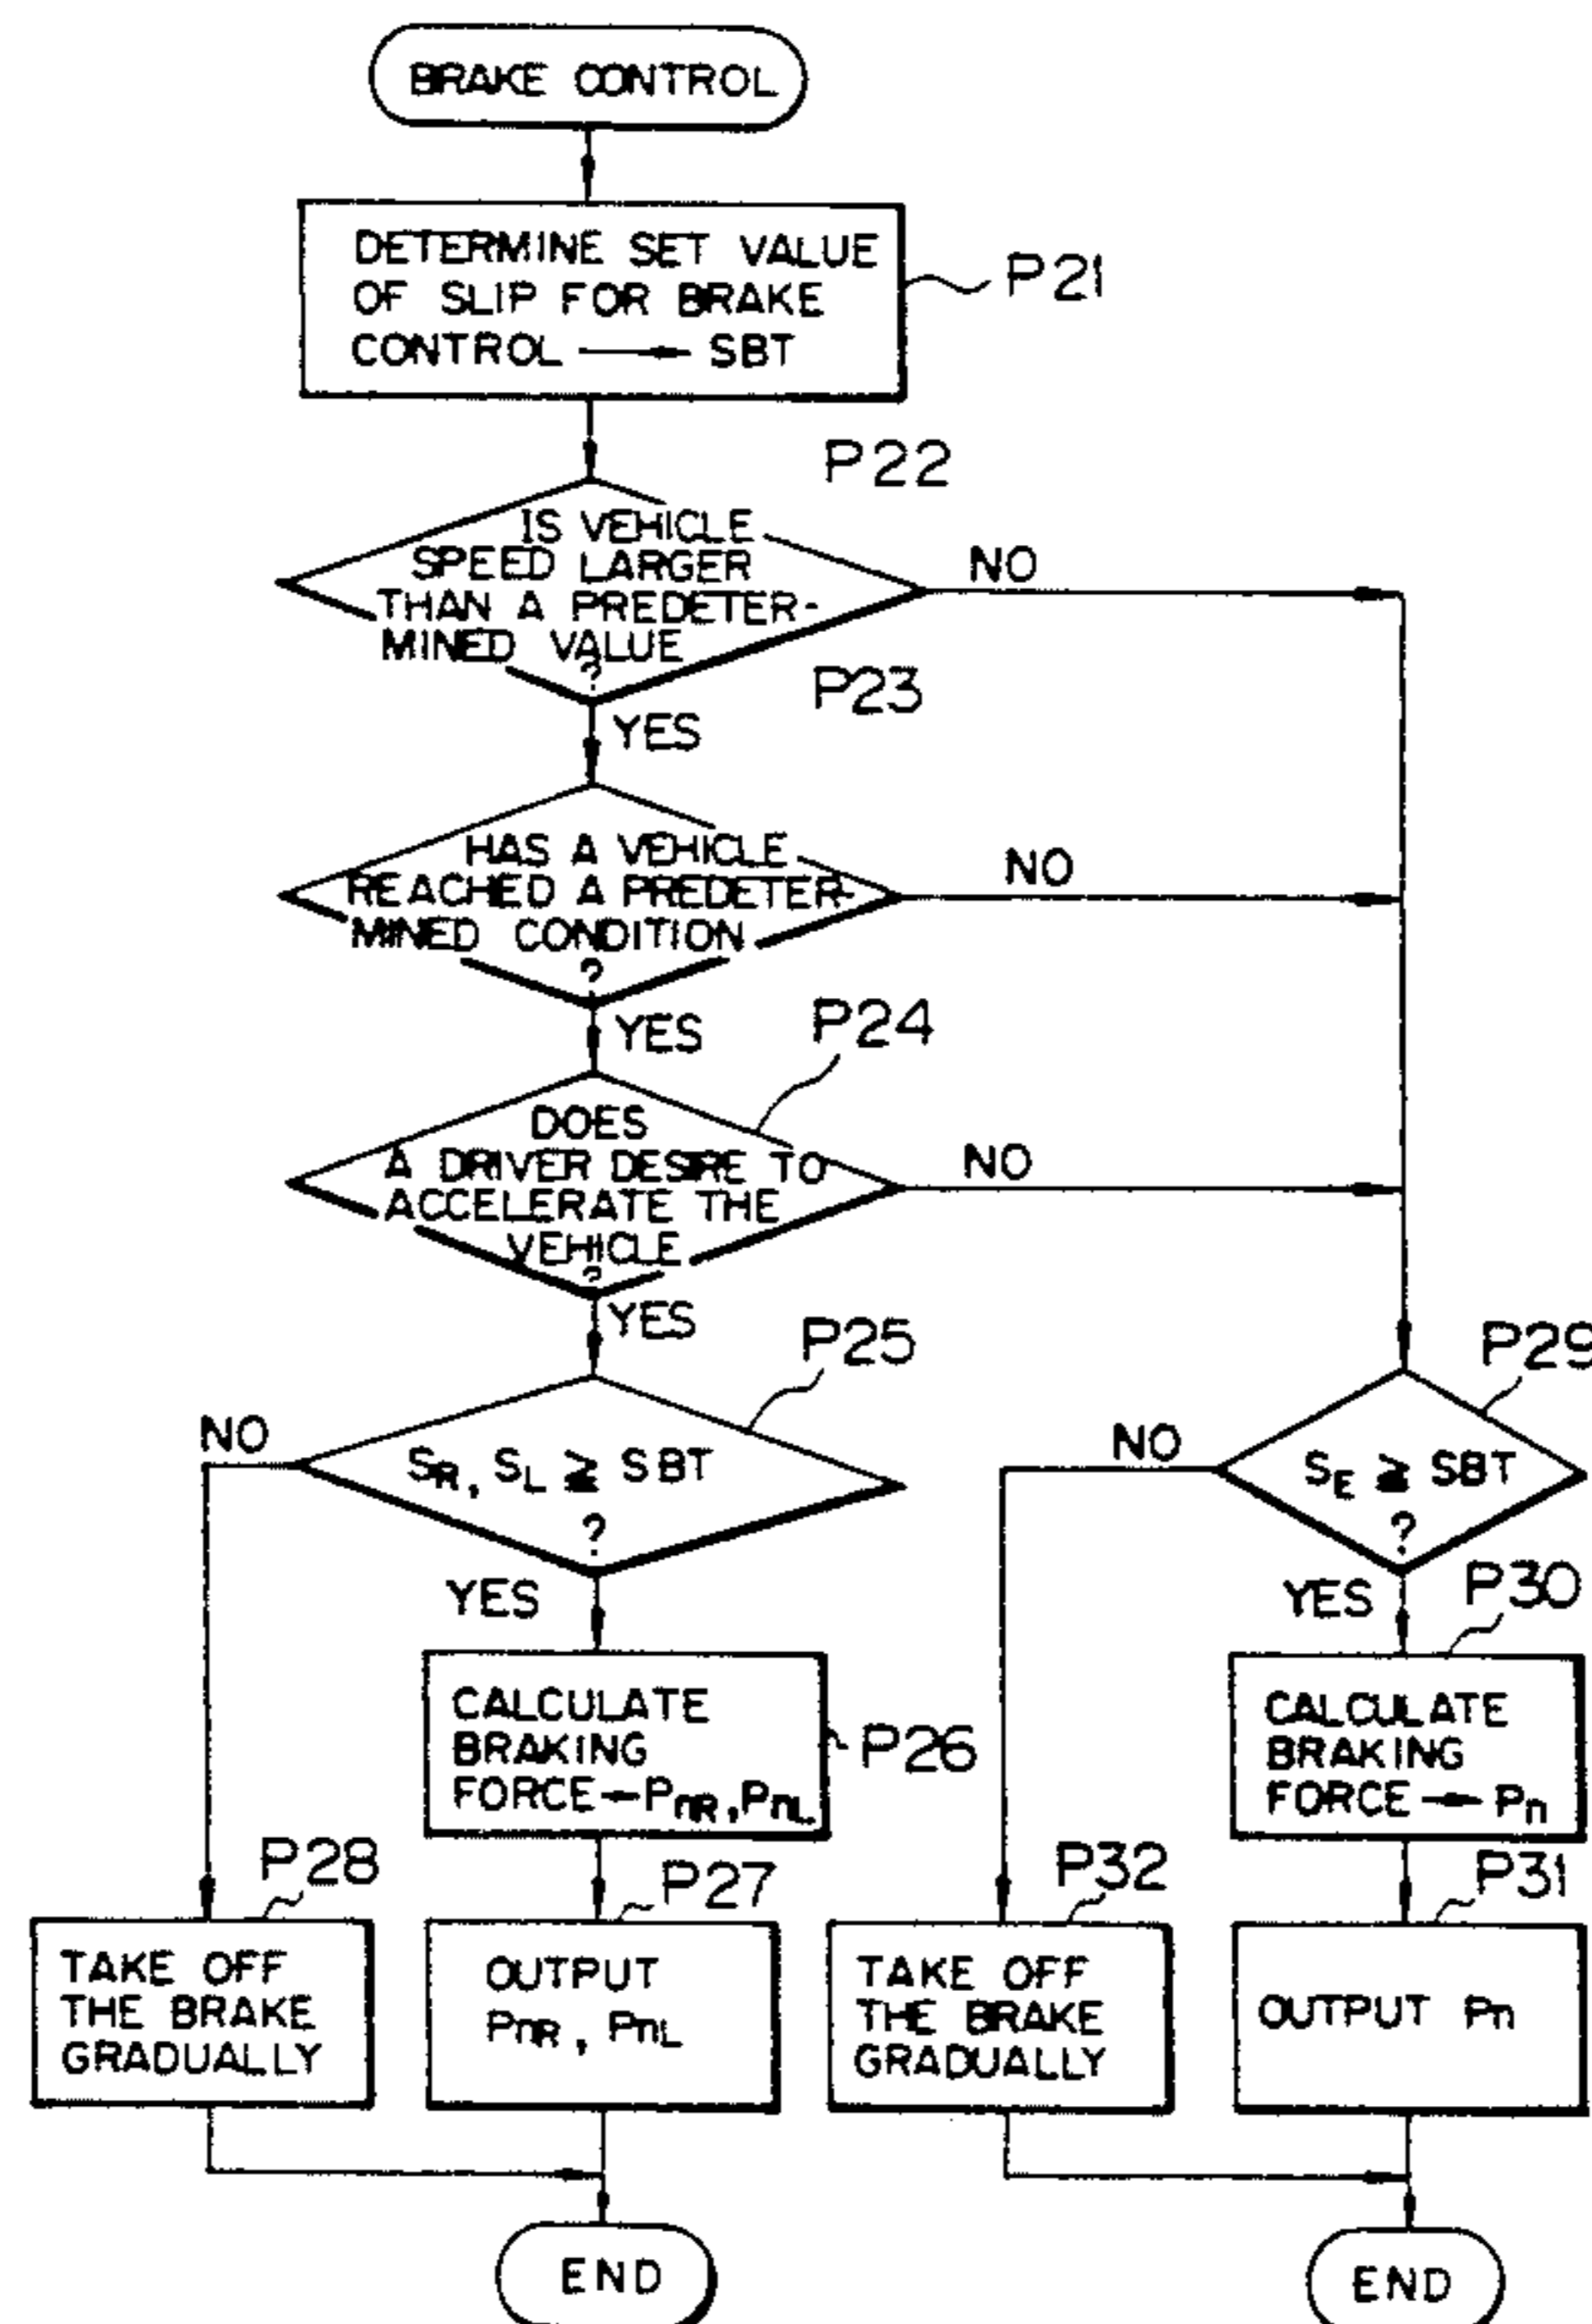 BRAKE CONTROL
DETERMINE SET VALUE
OF SLIP FOR BRAKE
CONTROL → SBT
P21
P22
IS VEHICLE
SPEED LARGER
THAN A PREDETER-
MINED VALUE
?
NO
YES
P23
HAS A VEHICLE
REACHED A PREDETER-
MINED CONDITION
?
NO
YES
P24
DOES
A DRIVER DESIRE TO
ACCELERATE THE
VEHICLE
?
NO
YES
P25
SR, SL ≧ SBT
?
NO
YES
P29
SE ≧ SBT
?
NO
YES
CALCULATE
BRAKING
FORCE → PnR, PnL
P26
P30
CALCULATE
BRAKING
FORCE → Pn
P28
TAKE OFF
THE BRAKE
GRADUALLY
P27
OUTPUT
PnR, PnL
P32
TAKE OFF
THE BRAKE
GRADUALLY
P31
OUTPUT Pn
END
END